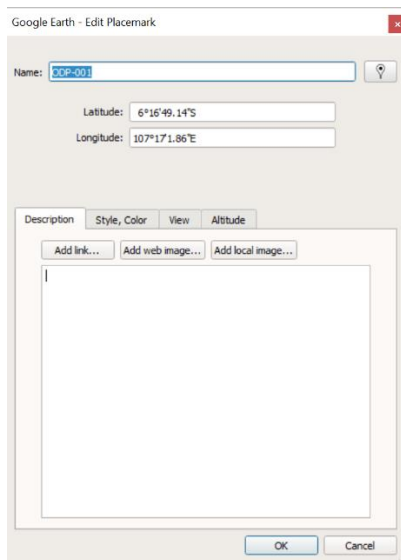 Google Earth - Edit Placemark
Name: ODP-001
Latitude: 6°16'49.14"S
Longitude: 107°17'1.86"E
Description Style, Color View Altitude
Add link... Add web image... Add local image...
OK Cancel